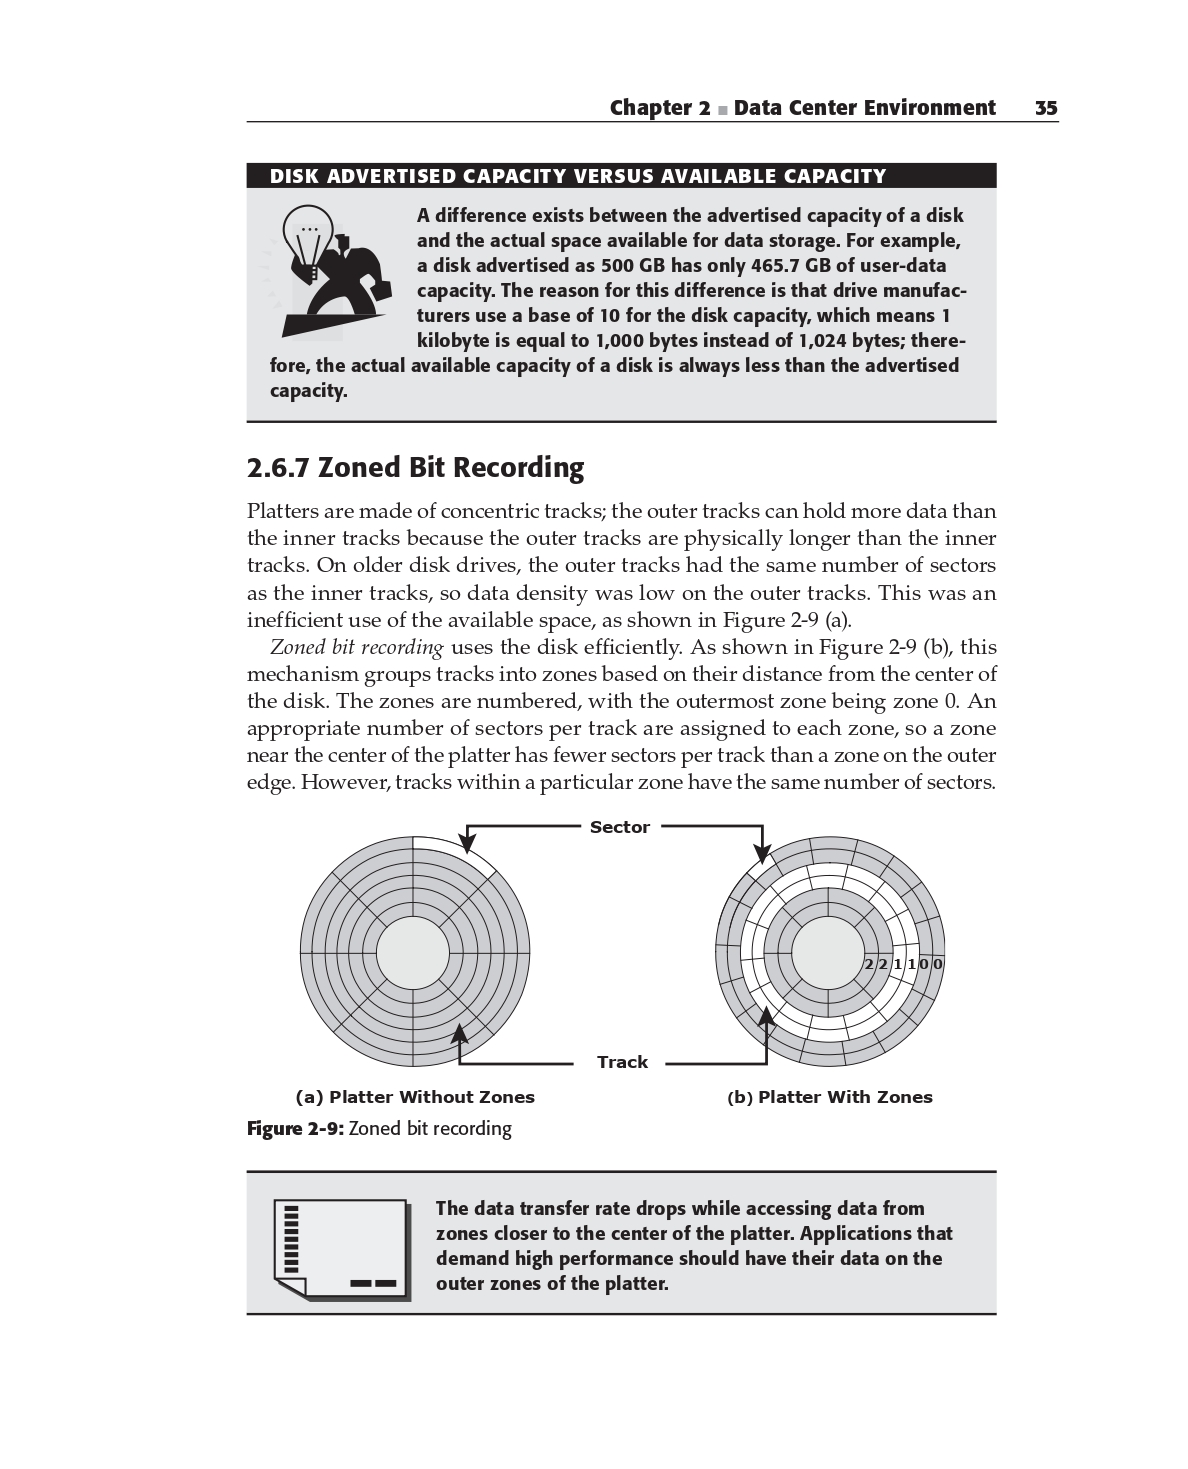 Chapter 2 ■ Data Center Environment 35
DISK ADVERTISED CAPACITY VERSUS AVAILABLE CAPACITY
A difference exists between the advertised capacity of a disk
and the actual space available for data storage. For example,
a disk advertised as 500 GB has only 465.7 GB of user-data
capacity. The reason for this difference is that drive manufac-
turers use a base of 10 for the disk capacity, which means 1
kilobyte is equal to 1,000 bytes instead of 1,024 bytes; there-
fore, the actual available capacity of a disk is always less than the advertised
capacity.
2.6.7 Zoned Bit Recording
Platters are made of concentric tracks; the outer tracks can hold more data than
the inner tracks because the outer tracks are physically longer than the inner
tracks. On older disk drives, the outer tracks had the same number of sectors
as the inner tracks, so data density was low on the outer tracks. This was an
inefficient use of the available space, as shown in Figure 2-9 (a).
Zoned bit recording uses the disk efficiently. As shown in Figure 2-9 (b), this
mechanism groups tracks into zones based on their distance from the center of
the disk. The zones are numbered, with the outermost zone being zone 0. An
appropriate number of sectors per track are assigned to each zone, so a zone
near the center of the platter has fewer sectors per track than a zone on the outer
edge. However, tracks within a particular zone have the same number of sectors.
Sector
2 2 1 1 0 0
Track
(a) Platter Without Zones
(b) Platter With Zones
Figure 2-9: Zoned bit recording
The data transfer rate drops while accessing data from
zones closer to the center of the platter. Applications that
demand high performance should have their data on the
outer zones of the platter.